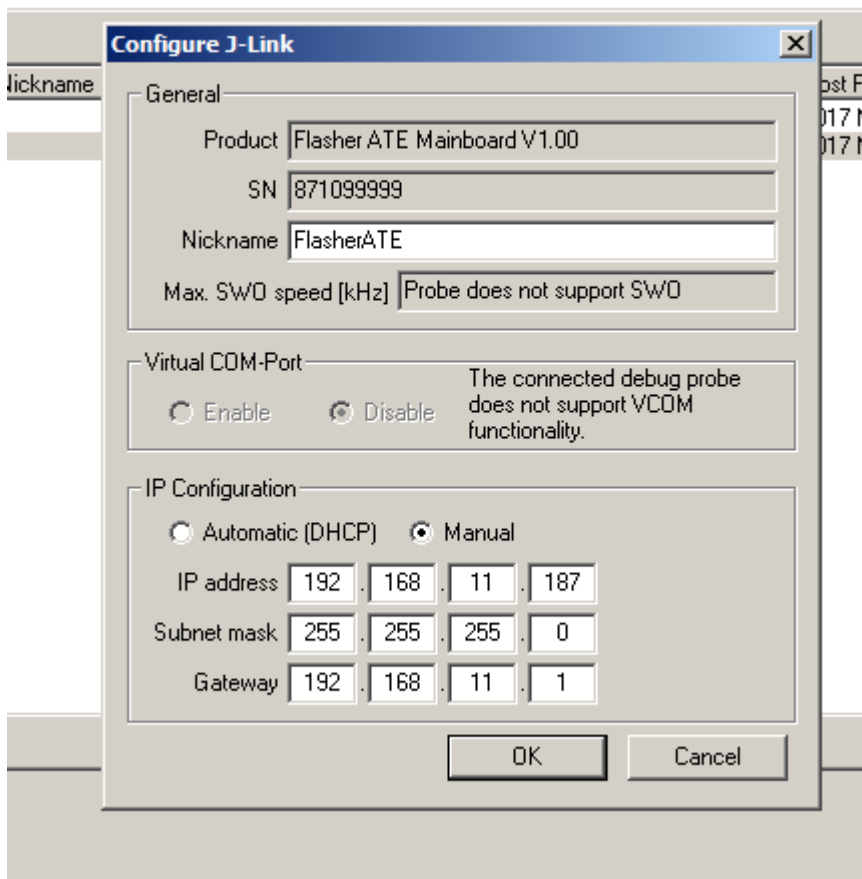 Configure J-Link
Nickname
General
Product Flasher ATE Mainboard V1.00
SN 871099999
Nickname FlasherATE
Max. SWO speed [kHz] Probe does not support SWO
Virtual COM-Port
Enable Disable
The connected debug probe
does not support VCOM
functionality.
IP Configuration
Automatic (DHCP) Manual
IP address 192 . 168 . 11 . 187
Subnet mask 255 . 255 . 255 . 0
Gateway 192 . 168 . 11 . 1
OK Cancel